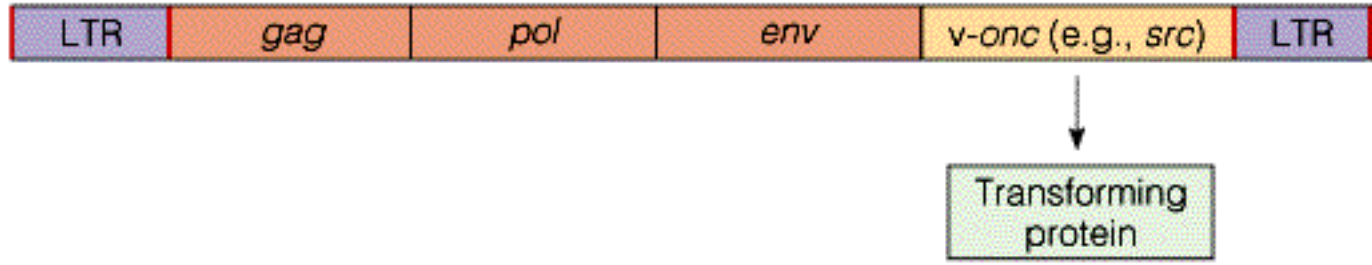 LTR gag pol env v-onc (e.g., src) LTR
Transforming
protein